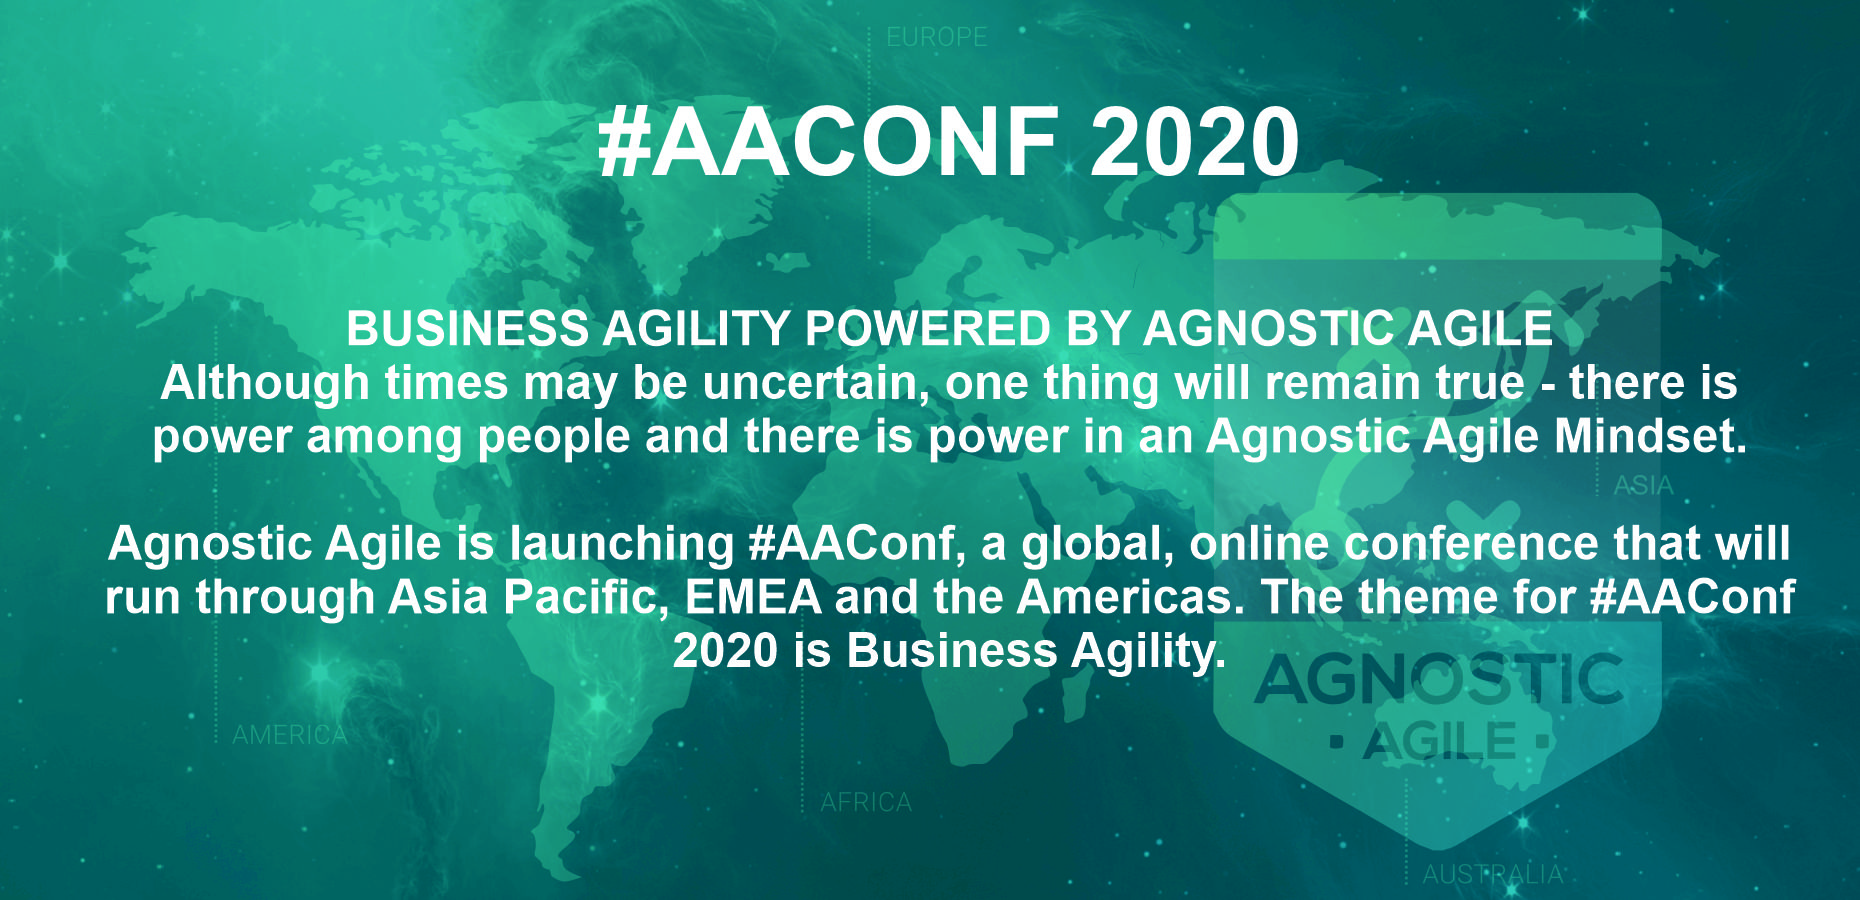 EUROPE
#AACONF 2020
BUSINESS AGILITY POWERED BY AGNOSTIC AGILE
Although times may be uncertain, one thing will remain true - there is
power among people and there is power in an Agnostic Agile Mindset.
ASIA
Agnostic Agile is launching #AAConf, a global, online conference that will
run through Asia Pacific, EMEA and the Americas. The theme for #AAConf
2020 is Business Agility.
AGNOSTIC
· AGILE ·
AMERICA
AFRICA
AUSTRALIA